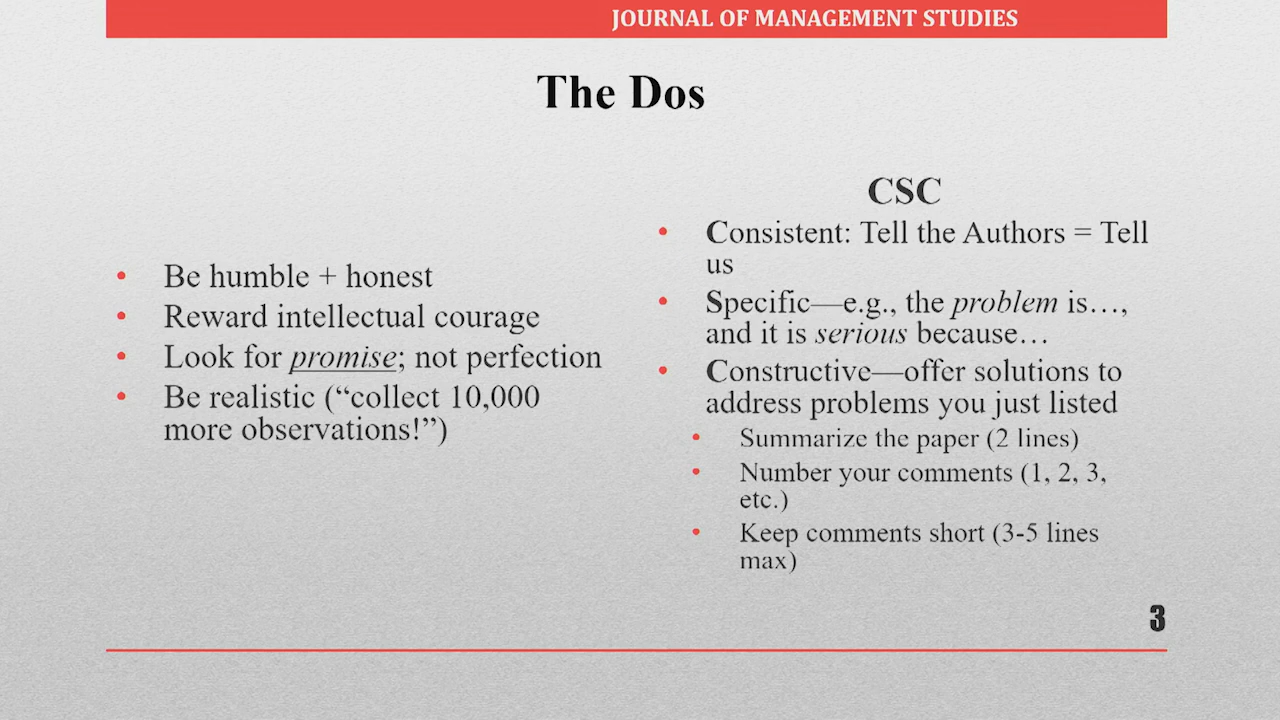 JOURNAL OF MANAGEMENT STUDIES
The Dos
• Be humble + honest
• Reward intellectual courage
• Look for promise; not perfection
• Be realistic (“collect 10,000
more observations!”)
CSC
• Consistent: Tell the Authors = Tell
us
• Specific—e.g., the problem is…,
and it is serious because…
• Constructive—offer solutions to
address problems you just listed
• Summarize the paper (2 lines)
• Number your comments (1, 2, 3,
etc.)
• Keep comments short (3-5 lines
max)
3